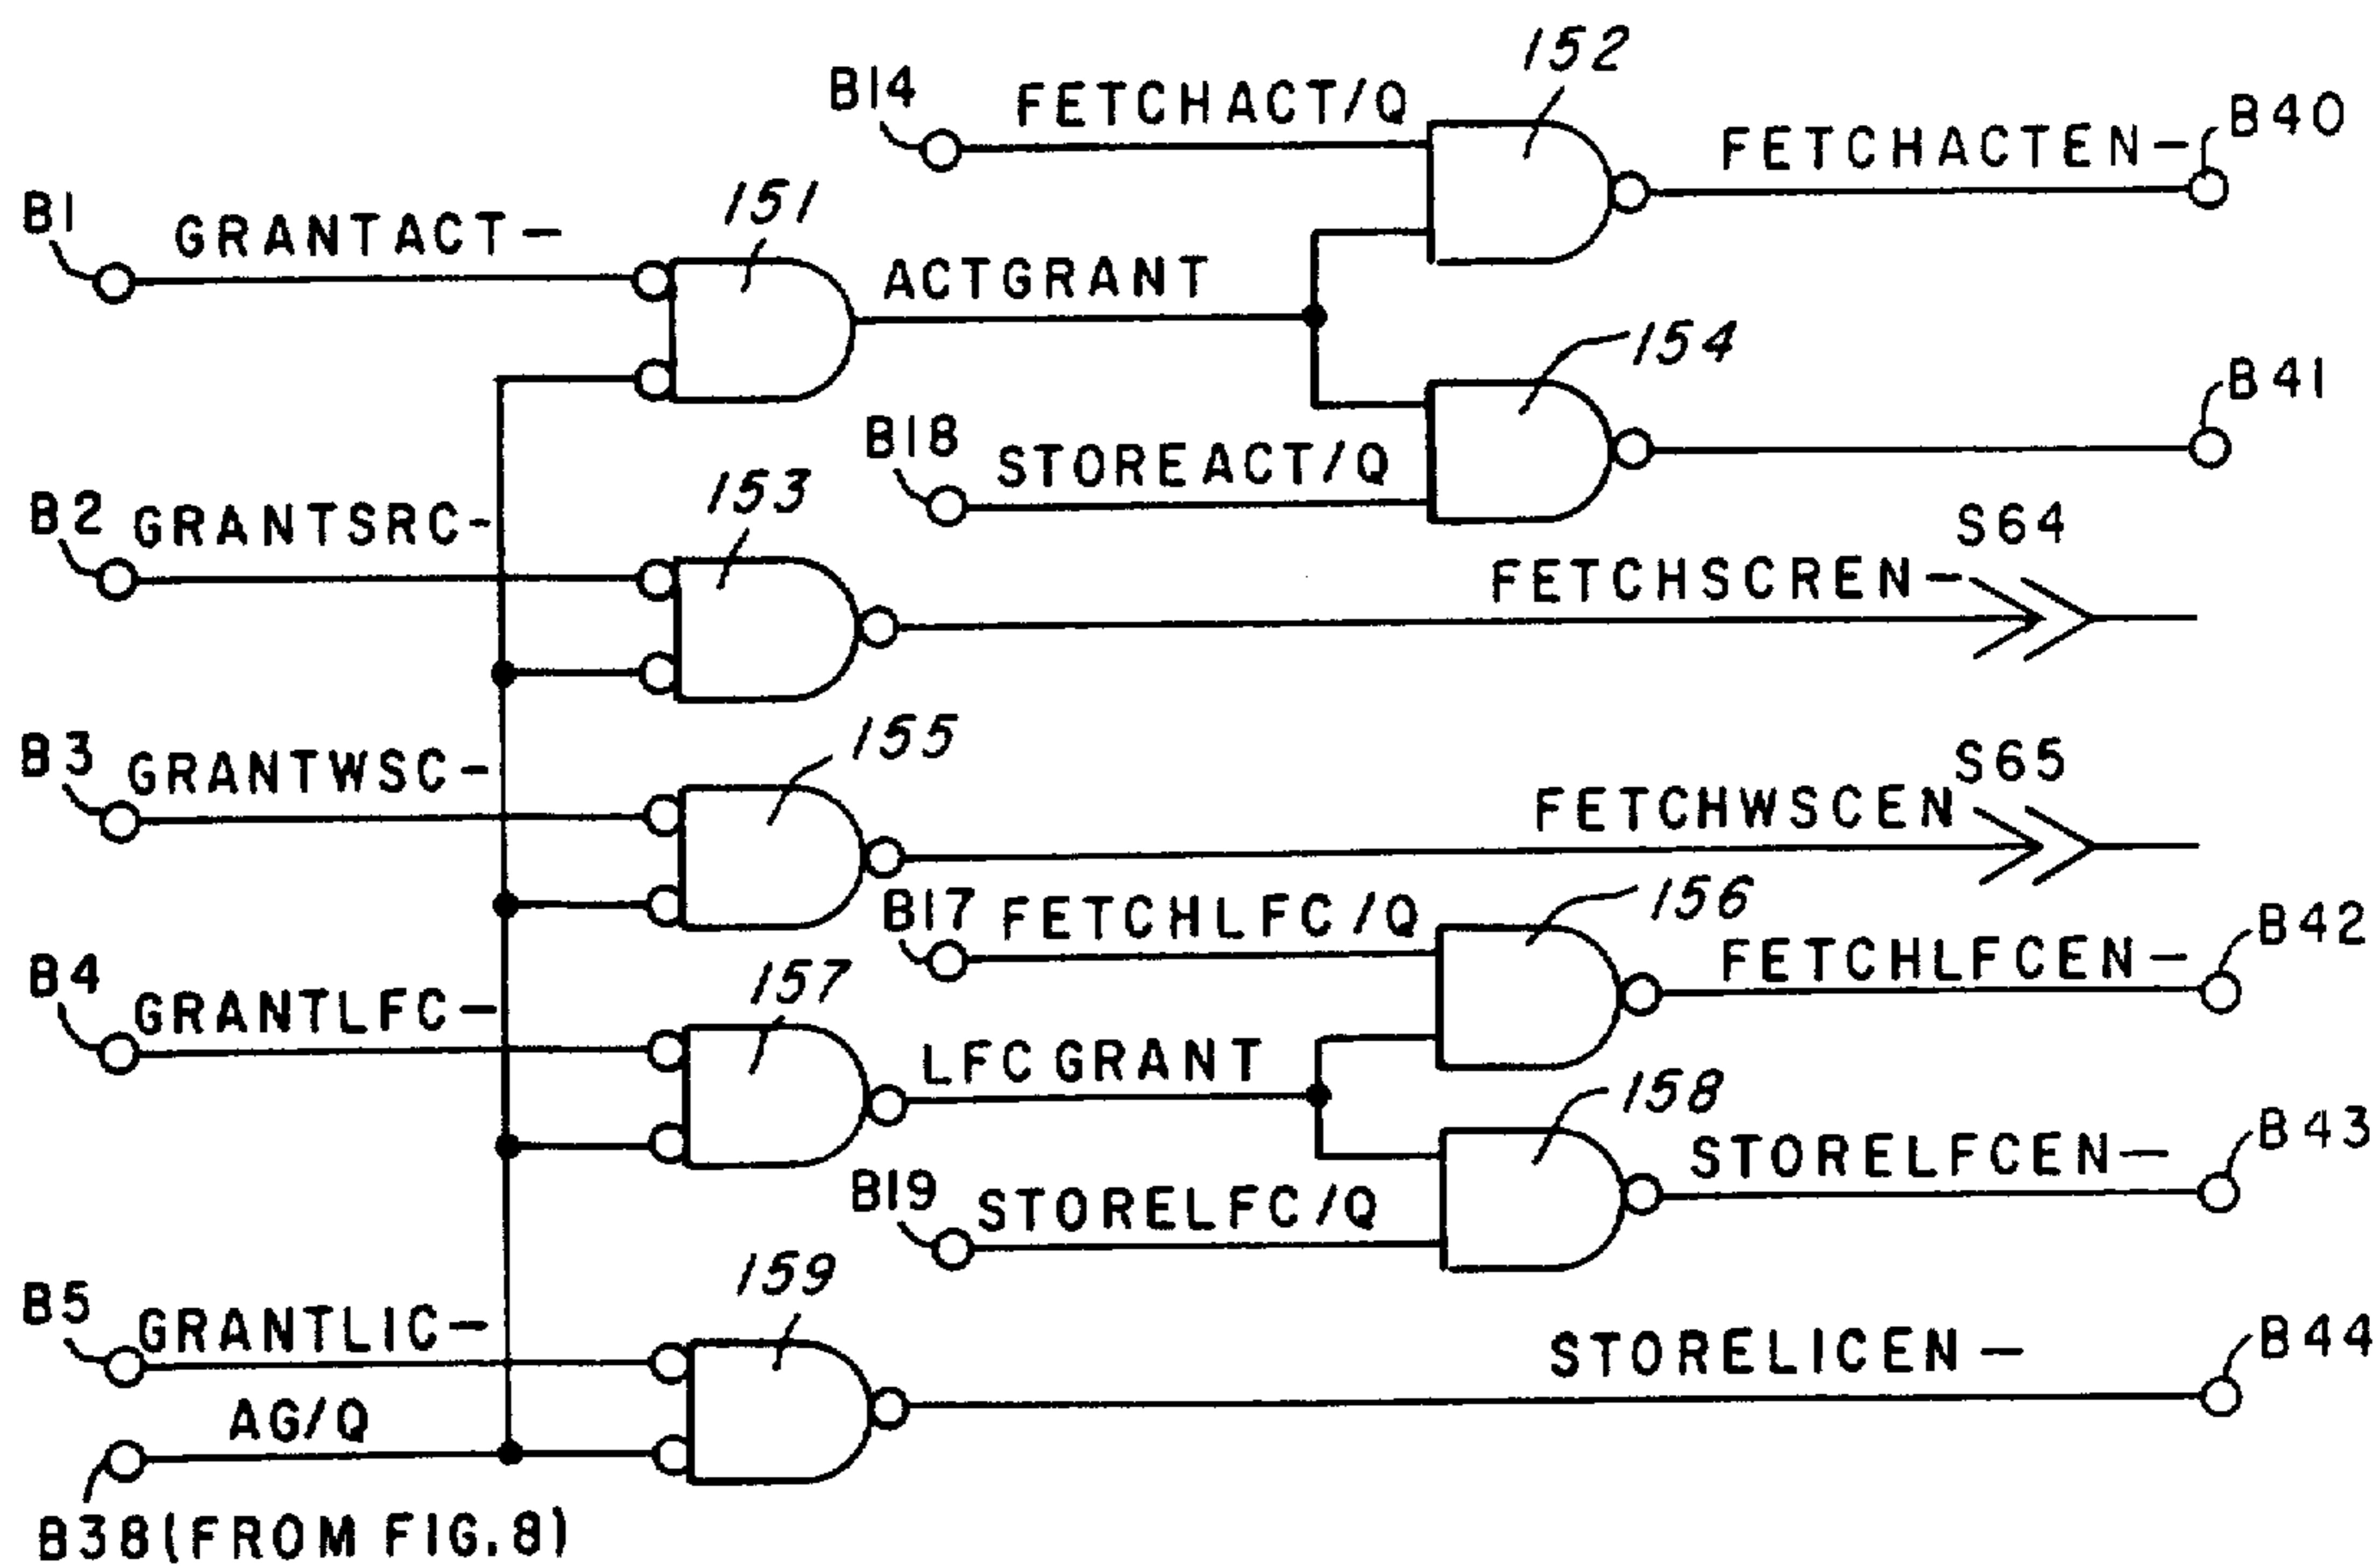 152
B14
FETCHACT/Q
FETCHACTEN-
B40
B1
GRANTACT-
151
ACTGRANT
154
B41
B18
STOREACT/Q
B2
GRANTSRC-
153
S64
FETCHSCREN-
B3
GRANTWSC-
155
S65
FETCHWSCEN
B17
FETCHLFC/Q
156
FETCHLFCEN-
B42
B4
GRANTLFC-
157
LFCGRANT
158
B43
STORELFCEN-
B19
STORELFC/Q
B5
GRANTLIC-
159
STORELICEN-
B44
AG/Q
B38(FROM FIG.8)